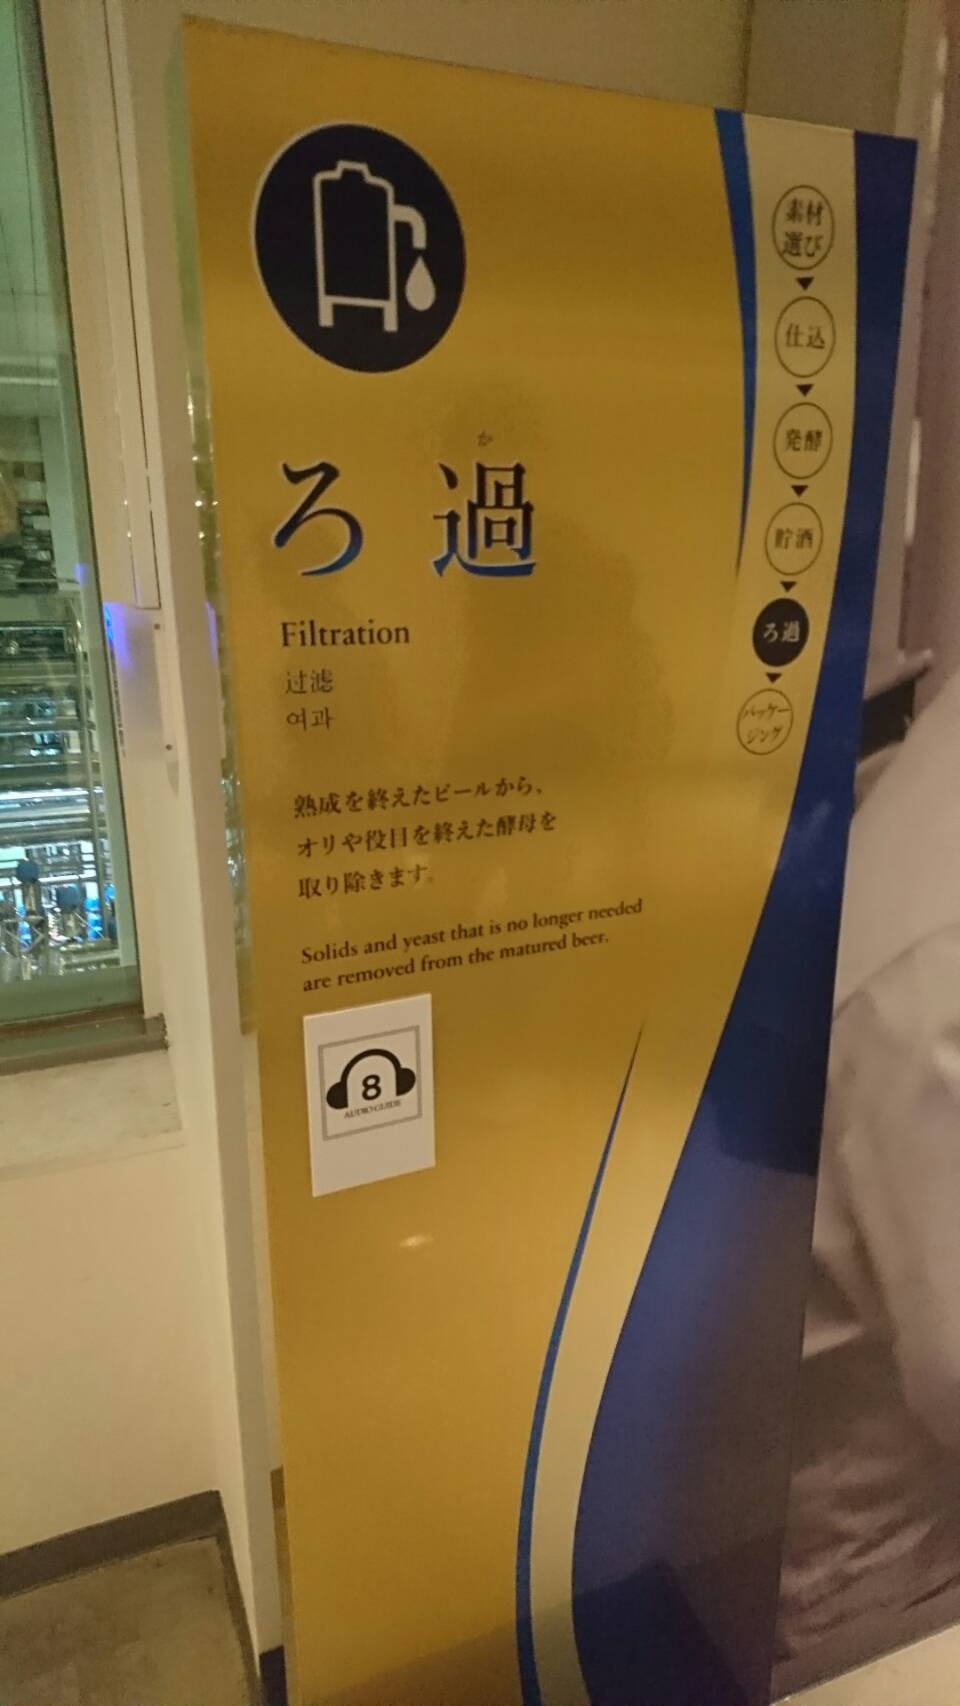 か
ろ過
Filtration
过滤
여과
熟成を終えたビールから、
オリや役目を終えた酵母を
取り除きます。
Solids and yeast that is no longer needed
are removed from the matured beer.
8
AUDIO GUIDE
素材
選び
仕込
発酵
貯酒
ろ過
パッケー
ジング